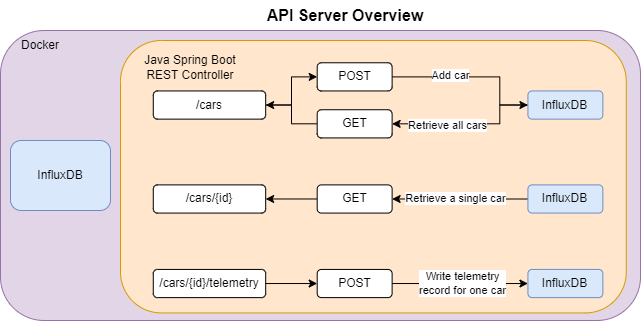 API Server Overview
Docker
Java Spring Boot
REST Controller
POST
Add car
/cars
InfluxDB
GET
Retrieve all cars
InfluxDB
/cars/{id}
GET
Retrieve a single car
InfluxDB
/cars/{id}/telemetry
POST
Write telemetry
record for one car
InfluxDB